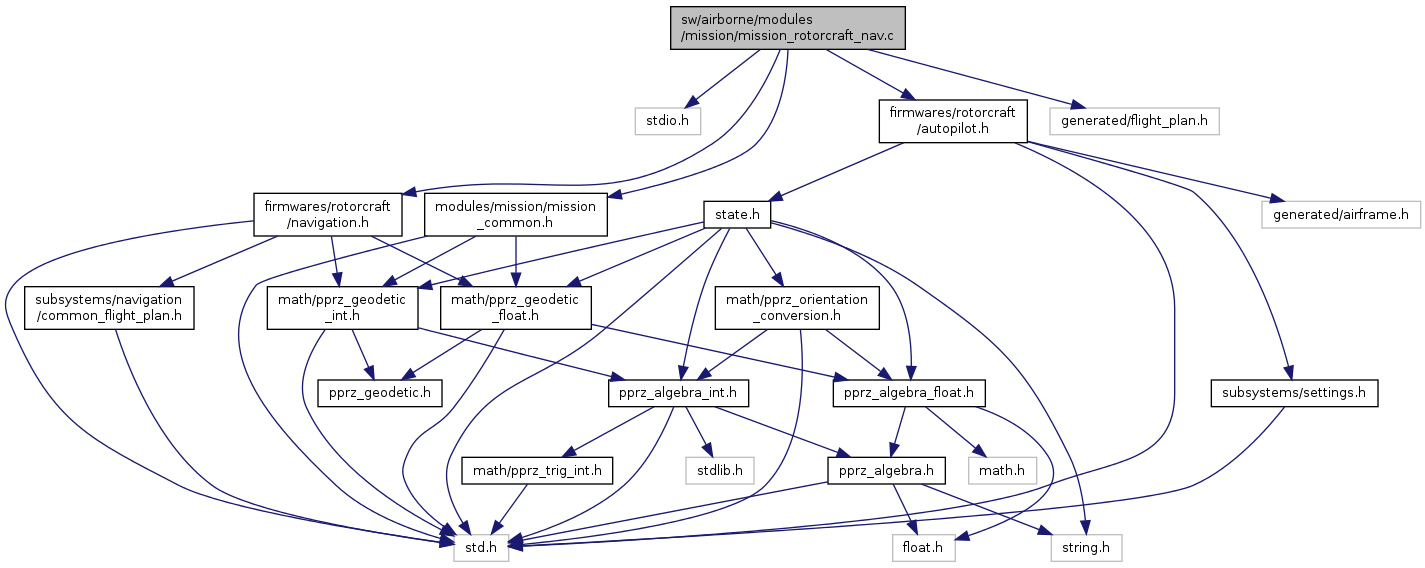 sw/airborne/modules
/mission/mission_rotorcraft_nav.c
stdio.h
firmwares/rotorcraft
/autopilot.h
generated/flight_plan.h
firmwares/rotorcraft
/navigation.h
modules/mission/mission
_common.h
state.h
generated/airframe.h
subsystems/navigation
/common_flight_plan.h
math/pprz_geodetic
_int.h
math/pprz_geodetic
_float.h
math/pprz_orientation
_conversion.h
pprz_geodetic.h
pprz_algebra_int.h
pprz_algebra_float.h
subsystems/settings.h
math/pprz_trig_int.h
stdlib.h
pprz_algebra.h
math.h
std.h
float.h
string.h